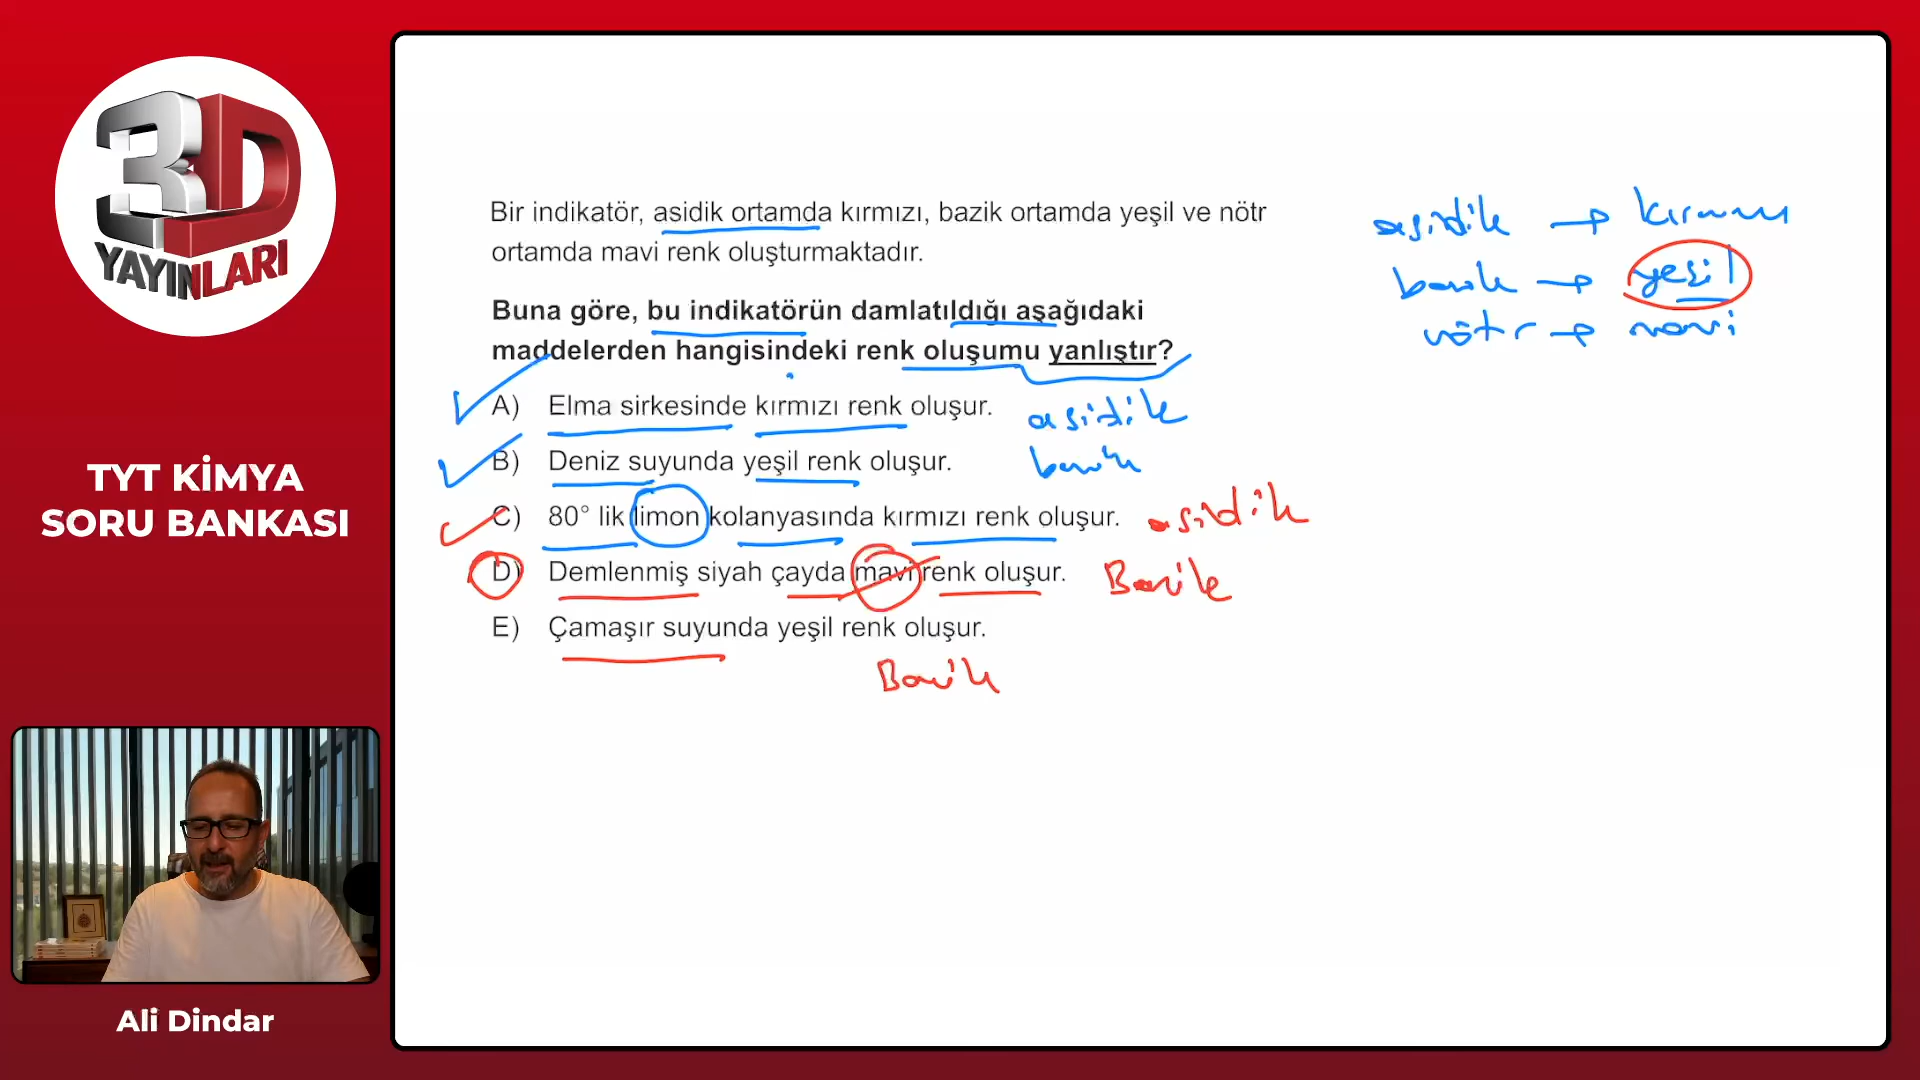 3D
YAYINLARI
TYT KİMYA
SORU BANKASI
Ali Dindar
Bir indikatör, asidik ortamda kırmızı, bazik ortamda yeşil ve nötr
ortamda mavi renk oluşturmaktadır.
Buna göre, bu indikatörün damlatıldığı aşağıdaki
maddelerden hangisindeki renk oluşumu yanlıştır?
A) Elma sirkesinde kırmızı renk oluşur. asidik
B) Deniz suyunda yeşil renk oluşur. bazik
C) 80° lik limon kolanyasında kırmızı renk oluşur. asidik
D) Demlenmiş siyah çayda mavi renk oluşur. Bazik
E) Çamaşır suyunda yeşil renk oluşur.
Bazik
asidik → kırmızı
bazik → yeşil
nötr → mavi